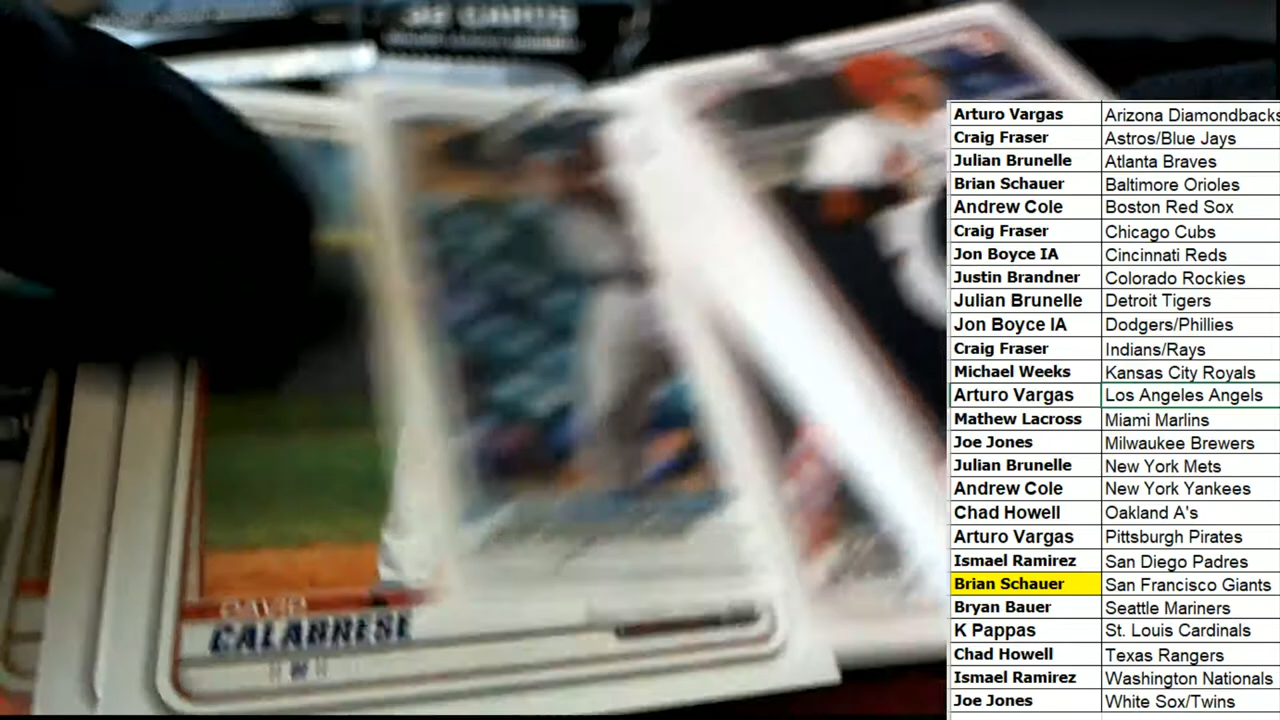 32 CARDS
CALABRESE
Arturo Vargas Arizona Diamondbacks
Craig Fraser Astros/Blue Jays
Julian Brunelle Atlanta Braves
Brian Schauer Baltimore Orioles
Andrew Cole Boston Red Sox
Craig Fraser Chicago Cubs
Jon Boyce IA Cincinnati Reds
Justin Brandner Colorado Rockies
Julian Brunelle Detroit Tigers
Jon Boyce IA Dodgers/Phillies
Craig Fraser Indians/Rays
Michael Weeks Kansas City Royals
Arturo Vargas Los Angeles Angels
Mathew Lacross Miami Marlins
Joe Jones Milwaukee Brewers
Julian Brunelle New York Mets
Andrew Cole New York Yankees
Chad Howell Oakland A's
Arturo Vargas Pittsburgh Pirates
Ismael Ramirez San Diego Padres
Brian Schauer San Francisco Giants
Bryan Bauer Seattle Mariners
K Pappas St. Louis Cardinals
Chad Howell Texas Rangers
Ismael Ramirez Washington Nationals
Joe Jones White Sox/Twins